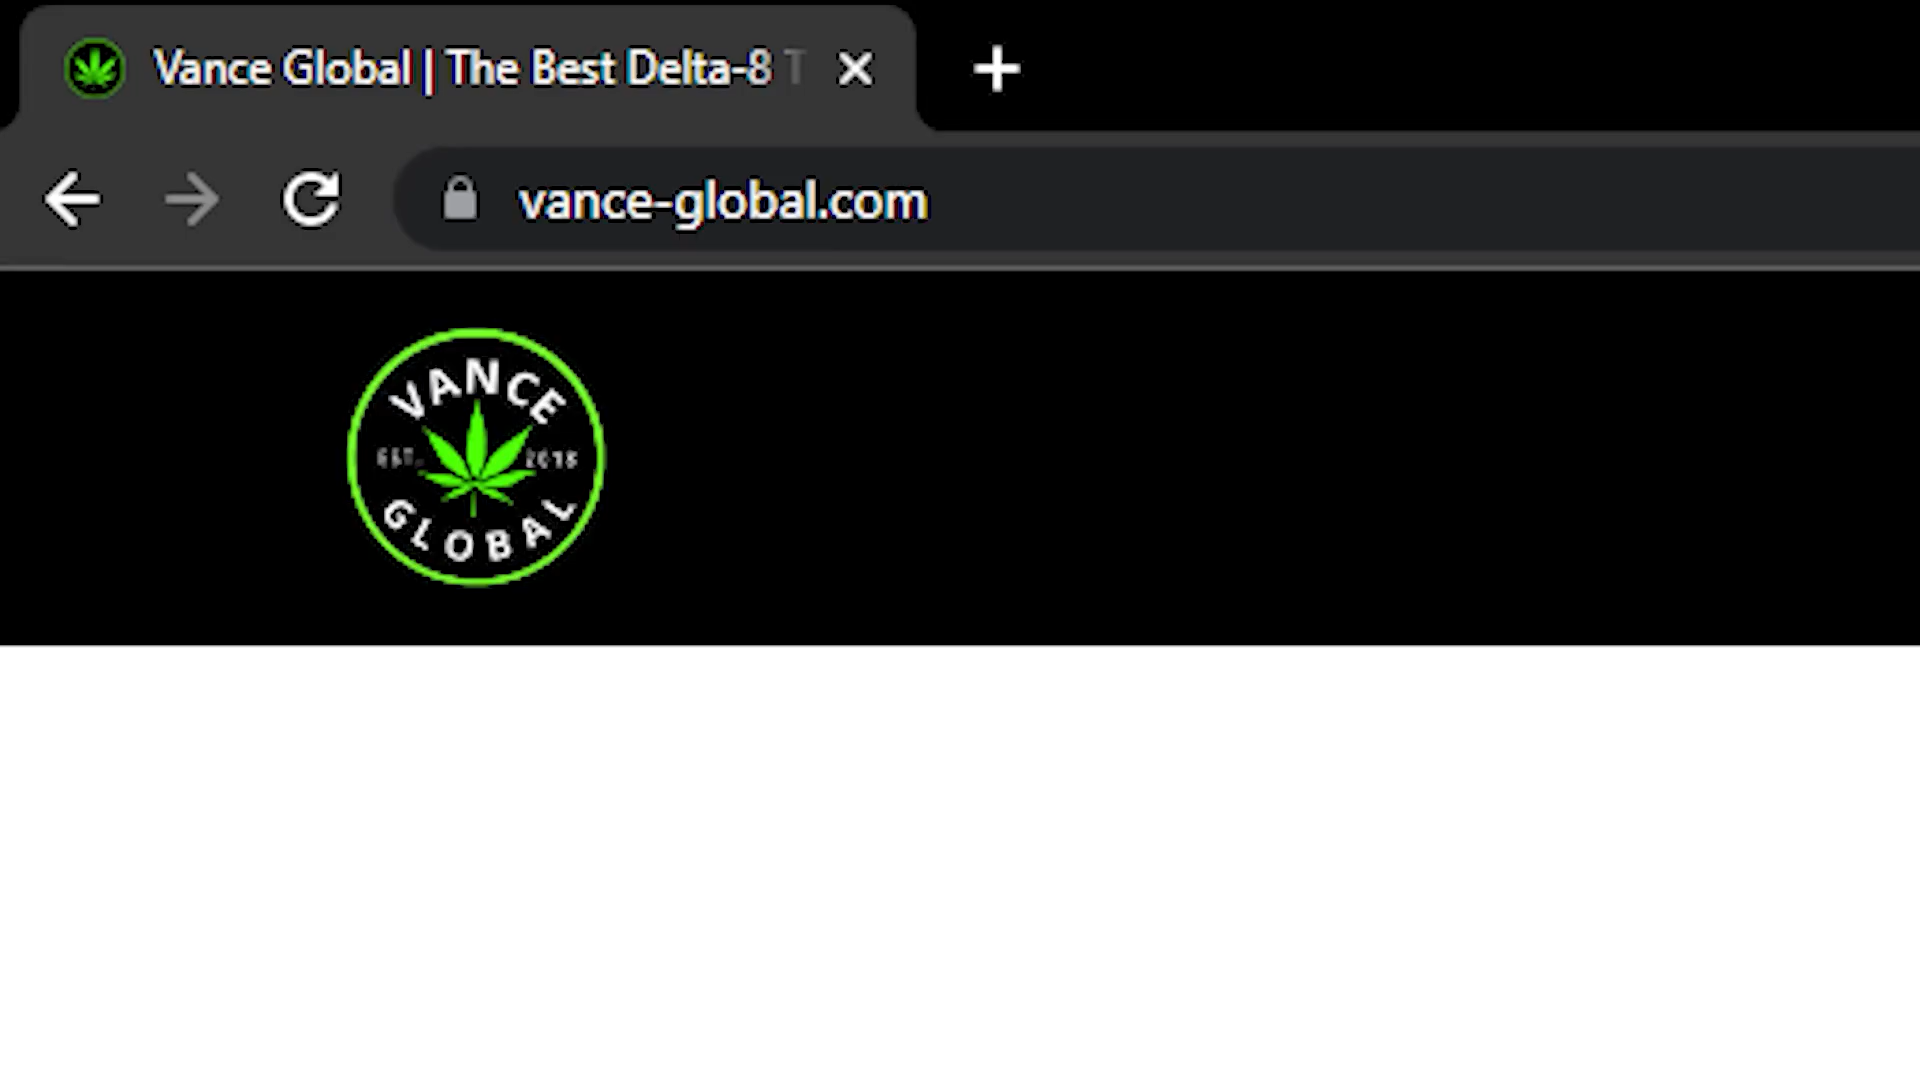 Vance Global | The Best Delta-8 T
vance-global.com
VANCE
EST. 2018
GLOBAL